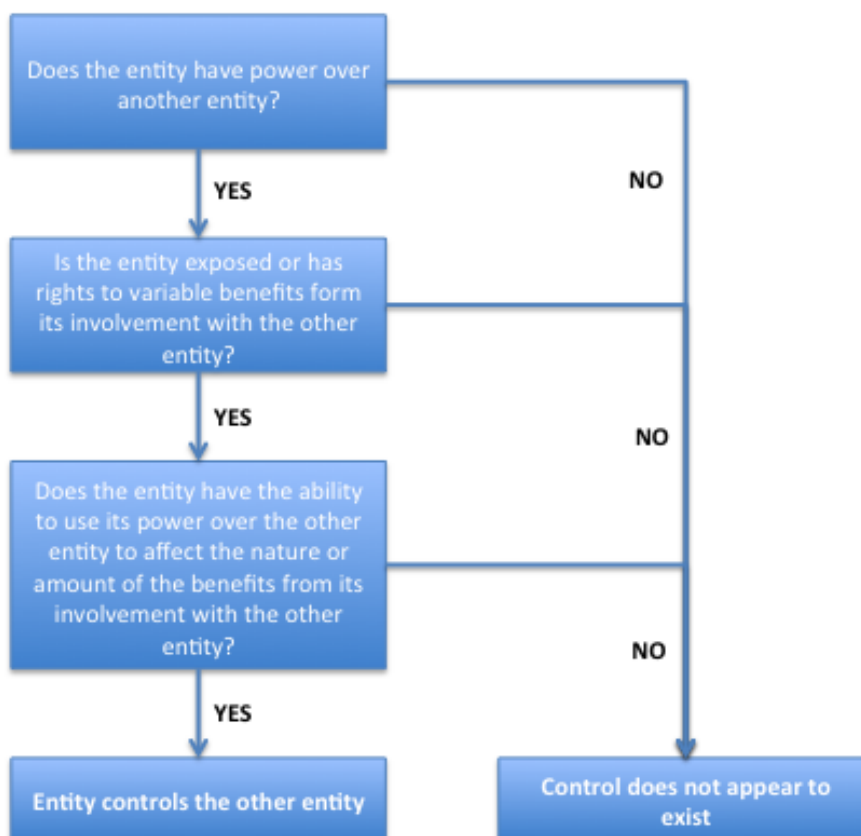 Does the entity have power over
another entity?
NO
YES
Is the entity exposed or has
rights to variable benefits form
its involvement with the other
entity?
YES
NO
Does the entity have the ability
to use its power over the other
entity to affect the nature or
amount of the benefits from its
involvement with the other
entity?
NO
YES
Entity controls the other entity
Control does not appear to
exist